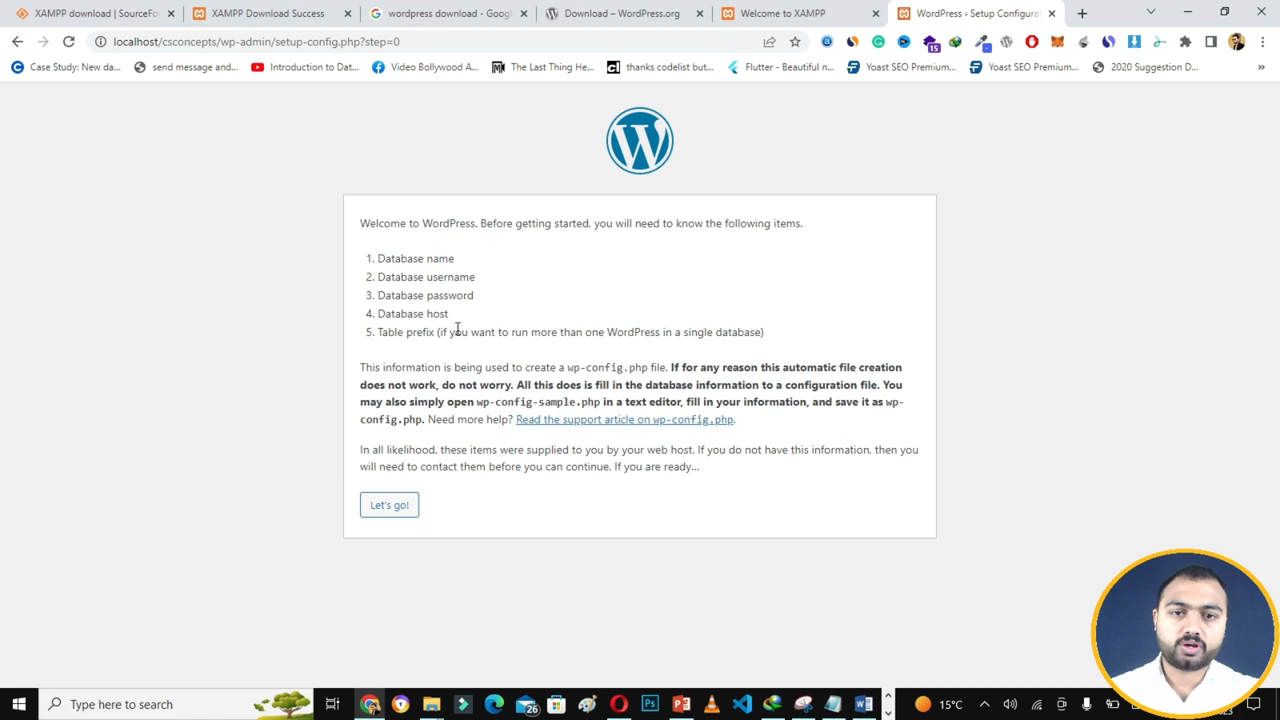 XAMPP download | SourceFo
XAMPP Download Success
wordpress download - Googl
Download – WordPress.org
Welcome to XAMPP
WordPress › Setup Configura
localhost/csconcepts/wp-admin/setup-config.php?step=0
15
Case Study: New da...
send message and...
Introduction to Dat...
Video Bollywood A...
The Last Thing He...
thanks codelist but...
Flutter - Beautiful n...
Yoast SEO Premium...
Yoast SEO Premium...
2020 Suggestion D...
»
Welcome to WordPress. Before getting started, you will need to know the following items.
1. Database name
2. Database username
3. Database password
4. Database host
5. Table prefix (if you want to run more than one WordPress in a single database)
This information is being used to create a wp-config.php file. If for any reason this automatic file creation
does not work, do not worry. All this does is fill in the database information to a configuration file. You
may also simply open wp-config-sample.php in a text editor, fill in your information, and save it as wp-
config.php. Need more help? Read the support article on wp-config.php.
In all likelihood, these items were supplied to you by your web host. If you do not have this information, then you
will need to contact them before you can continue. If you are ready...
Let's go!
Type here to search
26
15°C